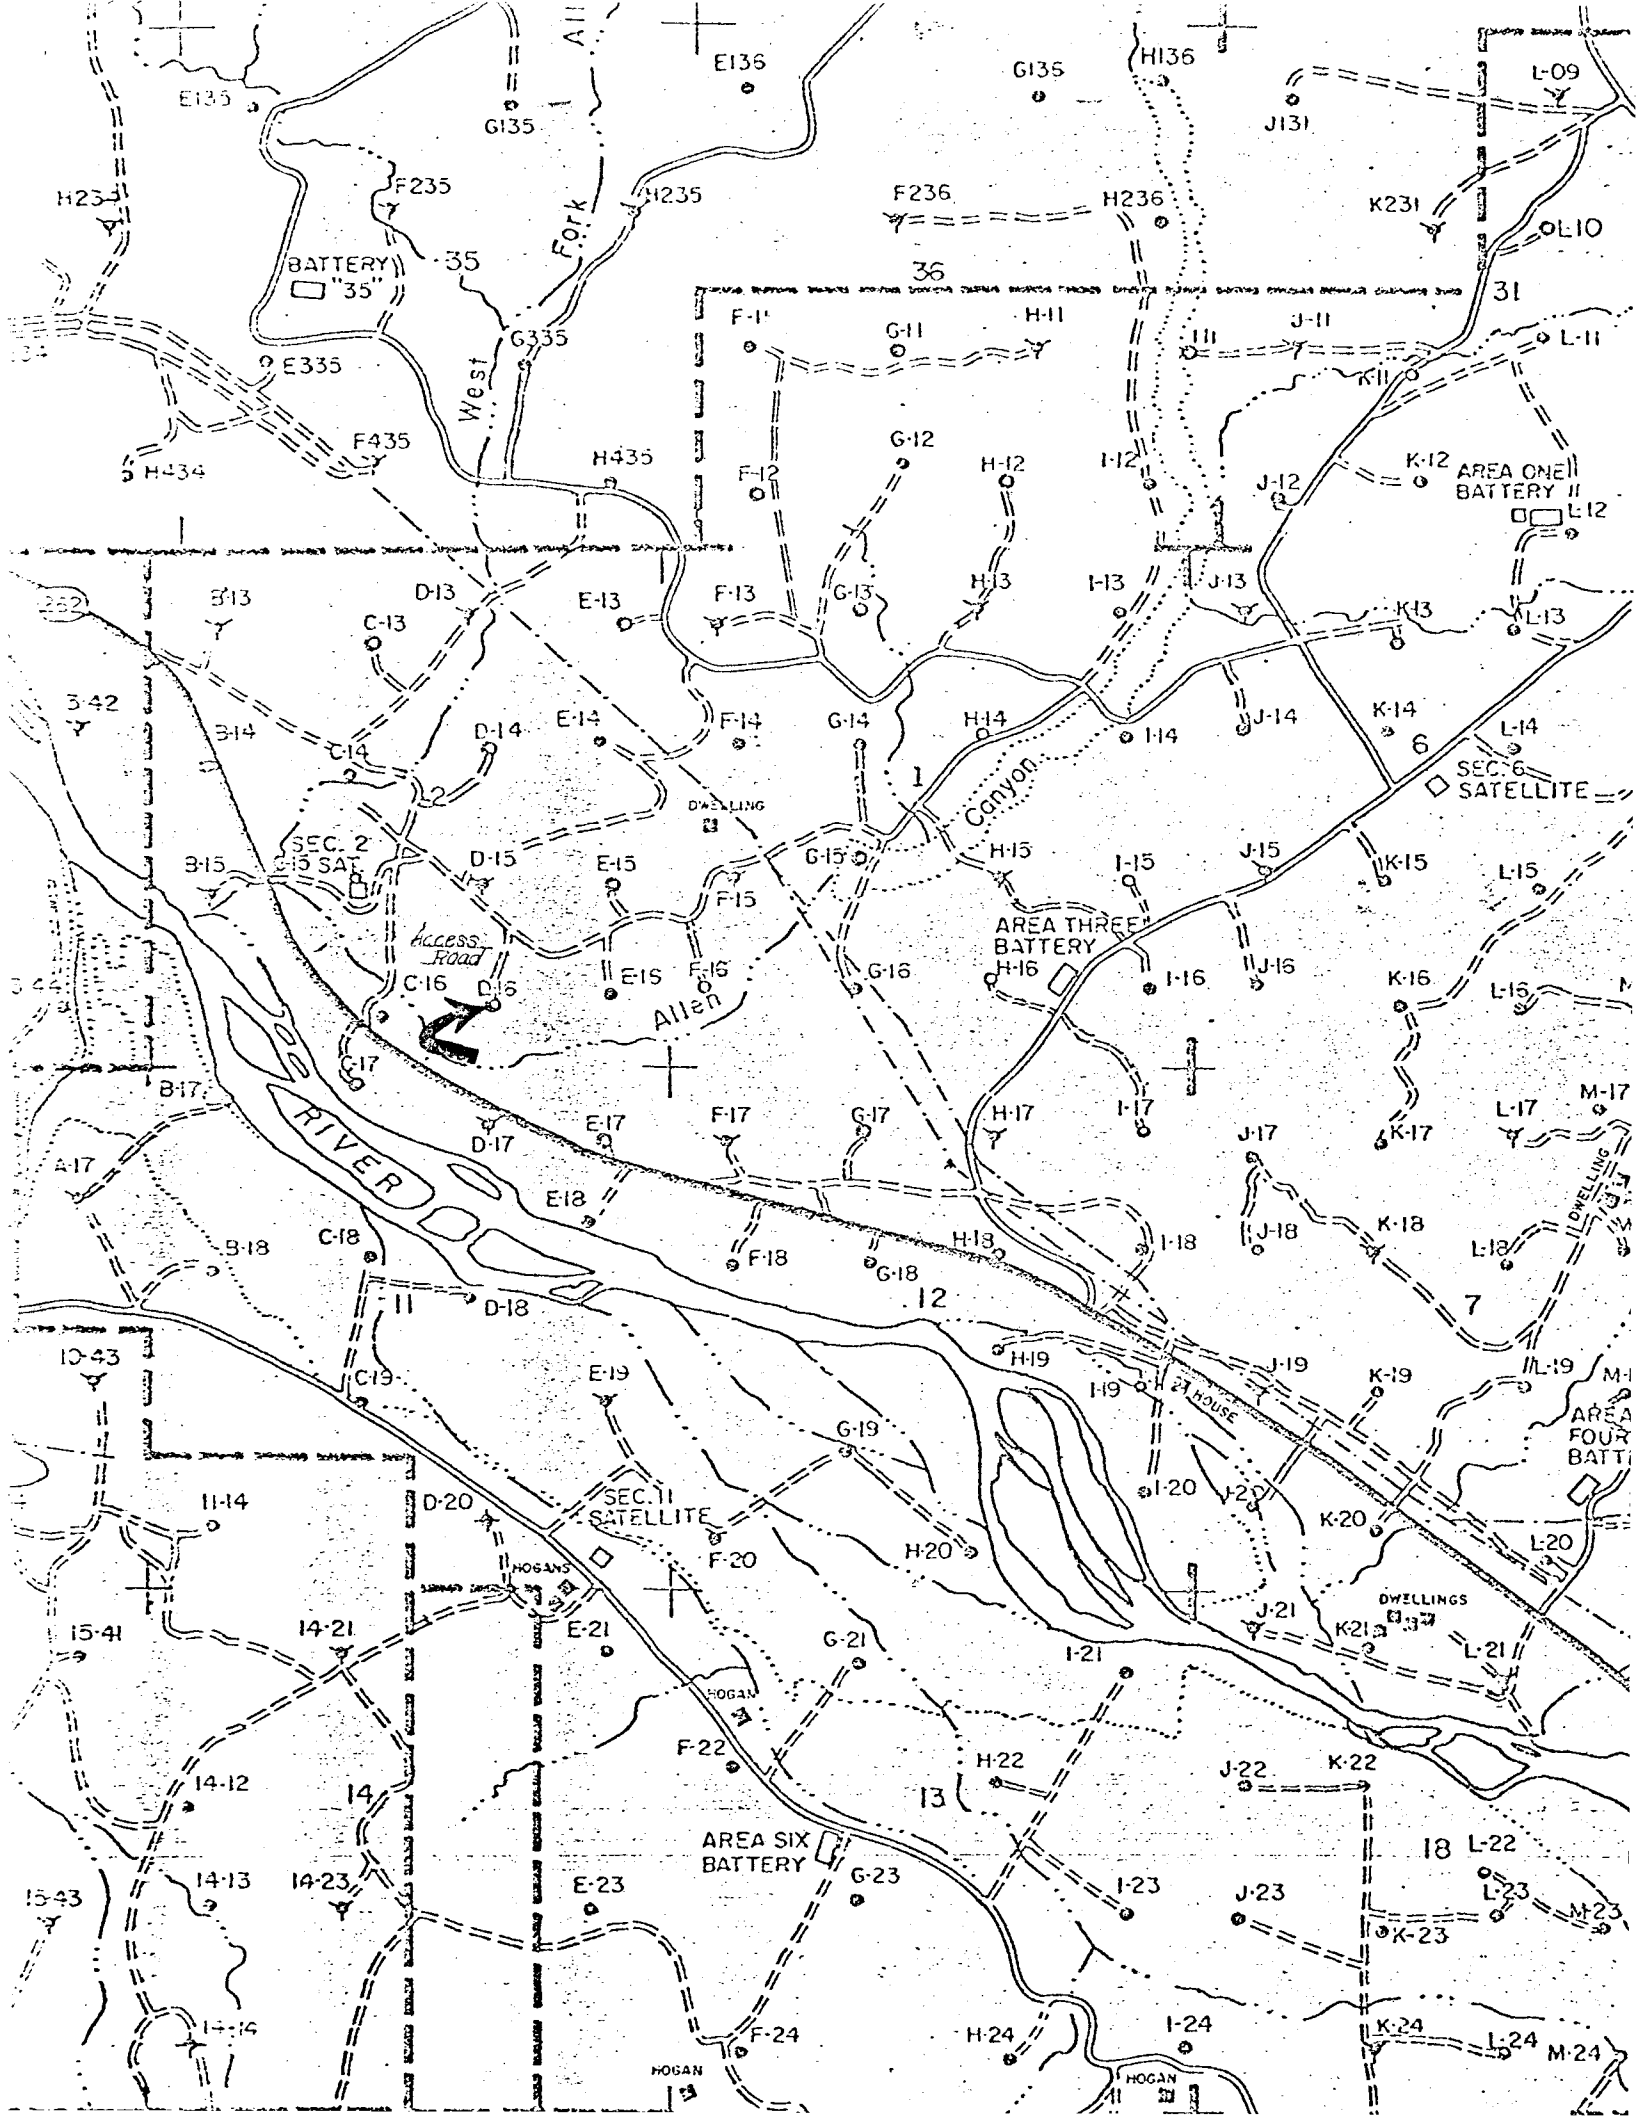 E136
G136
H136
L-09
E135
G135
J131
F235
H235
F236
H236
K231
L-10
Fork
BATTERY
"35"
35
36
31
F-11
G-11
H-11
J-11
L-11
G335
E335
K-11
West
F435
G-12
H435
H-12
I-12
K-12
AREA ONE
BATTERY
H434
F-12
J-12
L-12
262
B-13
D-13
C-13
E-13
F-13
G-13
H-13
I-13
J-13
K-13
L-13
B-14
C-14
D-14
E-14
F-14
G-14
H-14
I-14
J-14
K-14
L-14
6
2
1
Canyon
DWELLING
SEC. 6
SATELLITE
SEC. 2
C-15 SAT.
B-15
D-15
E-15
F-15
G-15
H-15
I-15
J-15
K-15
L-15
AREA THREE
BATTERY
Access
Road
C-16
D-16
E-16
F-16
G-16
H-16
I-16
J-16
K-16
L-16
Allen
C-17
B-17
RIVER
A-17
D-17
E-17
F-17
G-17
H-17
I-17
J-17
K-17
L-17
M-17
DWELLING
B-18
C-18
E-18
D-18
F-18
G-18
H-18
I-18
J-18
K-18
L-18
11
12
7
10-43
C-19
E-19
G-19
H-19
I-19
J-19
K-19
L-19
HOUSE
AREA
FOUR
BATT
11-14
D-20
SEC. 11
SATELLITE
F-20
H-20
I-20
J-20
K-20
L-20
HOGANS
DWELLINGS
15-41
14-21
E-21
G-21
I-21
J-21
K-21
L-21
HOGAN
F-22
H-22
J-22
K-22
14-12
14
13
18
L-22
AREA SIX
BATTERY
15-43
14-13
14-23
E-23
G-23
I-23
J-23
K-23
L-23
M-23
14-14
F-24
H-24
I-24
K-24
L-24
M-24
HOGAN
HOGAN